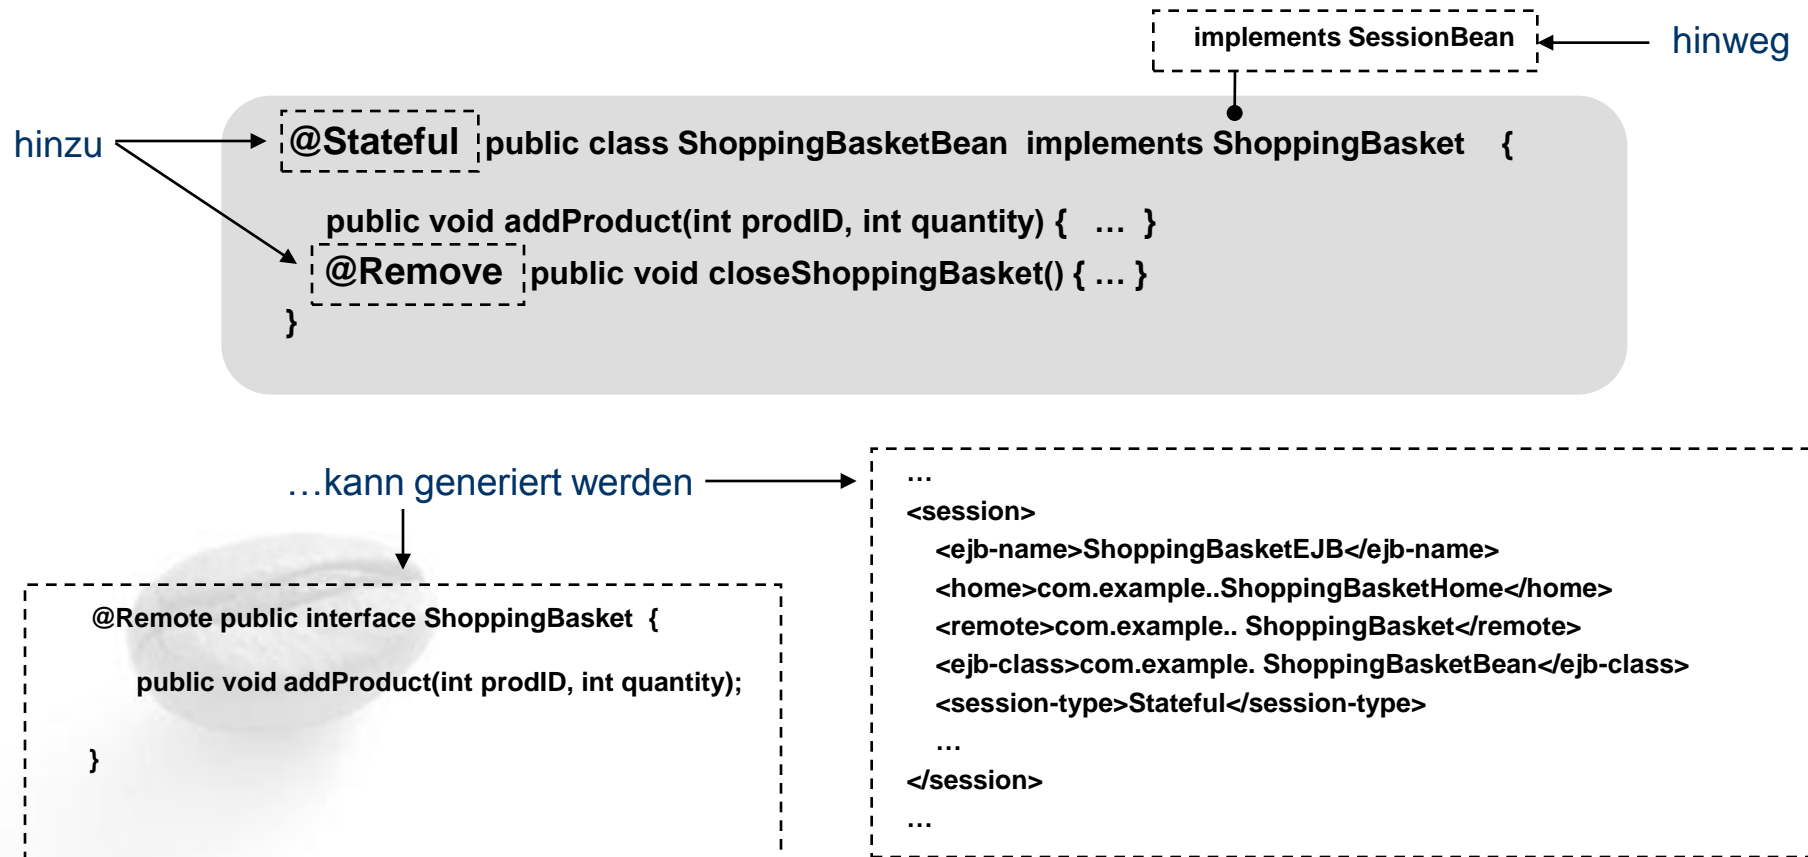 implements SessionBean
hinweg
hinzu
@Stateful public class ShoppingBasketBean implements ShoppingBasket {
public void addProduct(int prodID, int quantity) { … }
@Remove public void closeShoppingBasket() { … }
}
…kann generiert werden
@Remote public interface ShoppingBasket {
public void addProduct(int prodID, int quantity);
}
…
<session>
<ejb-name>ShoppingBasketEJB</ejb-name>
<home>com.example..ShoppingBasketHome</home>
<remote>com.example.. ShoppingBasket</remote>
<ejb-class>com.example. ShoppingBasketBean</ejb-class>
<session-type>Stateful</session-type>
…
</session>
…